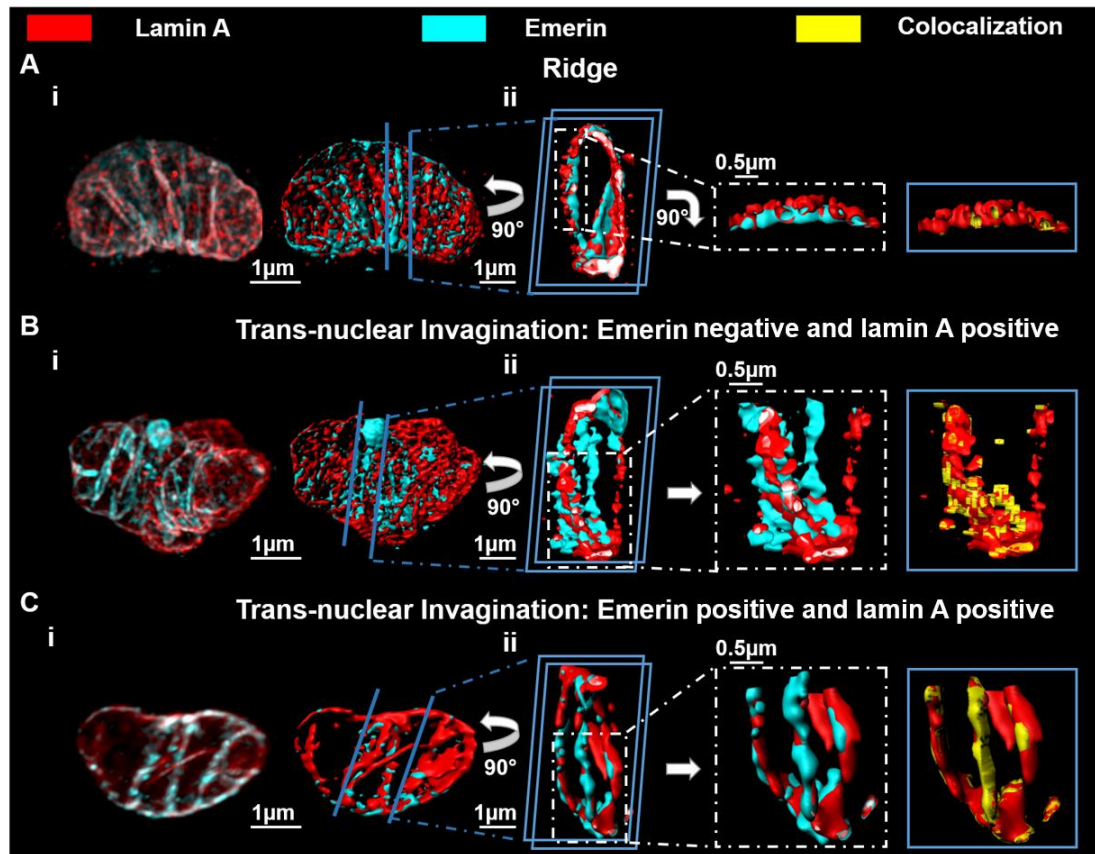 Lamin A Emerin Colocalization
A Ridge
i ii
0.5µm
90° 90°
1µm 1µm
B Trans-nuclear Invagination: Emerin negative and lamin A positive
i ii
0.5µm
90°
1µm 1µm
C Trans-nuclear Invagination: Emerin positive and lamin A positive
i ii
0.5µm
90°
1µm 1µm